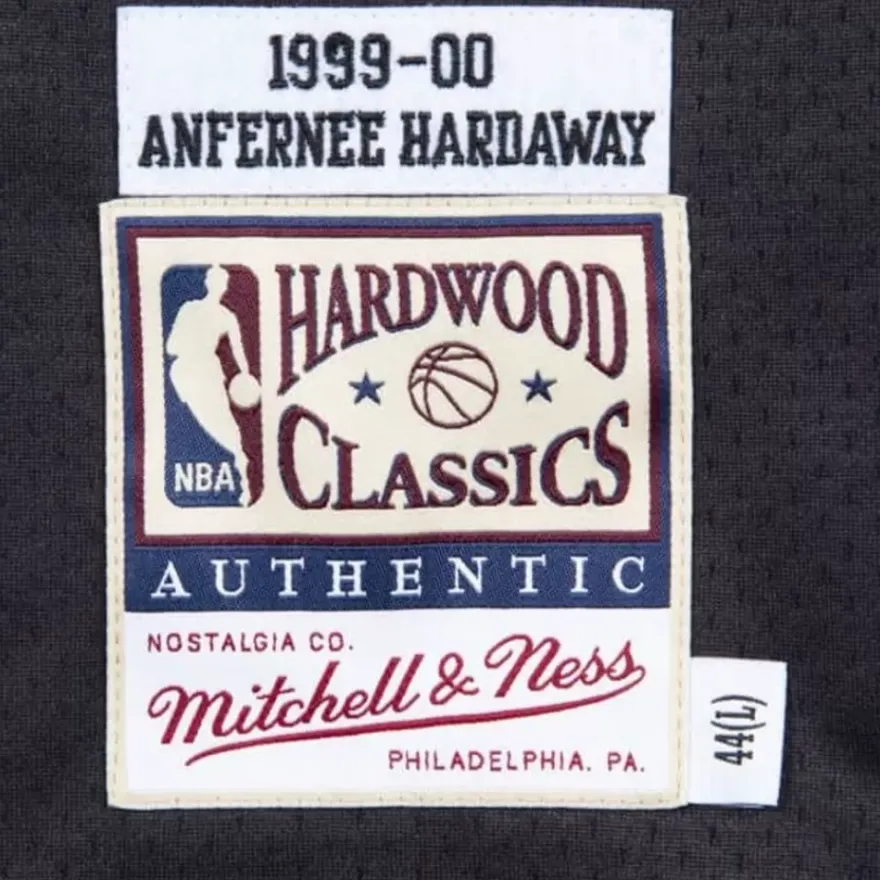 1999-00
ANFERNEE HARDAWAY
NBA
HARDWOOD
CLASSICS
AUTHENTIC
NOSTALGIA CO.
Mitchell & Ness
PHILADELPHIA. PA.
44(L)